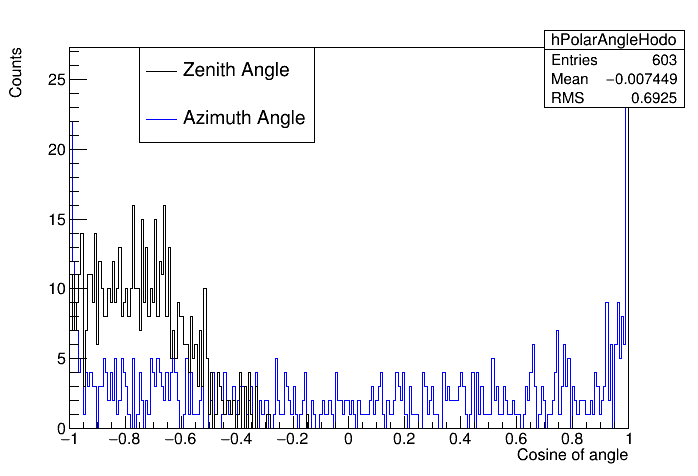 hPolarAngleHodo
Entries 603
Mean −0.007449
RMS 0.6925
Counts
Zenith Angle
Azimuth Angle
25
20
15
10
5
0
−1 −0.8 −0.6 −0.4 −0.2 0 0.2 0.4 0.6 0.8 1
Cosine of angle